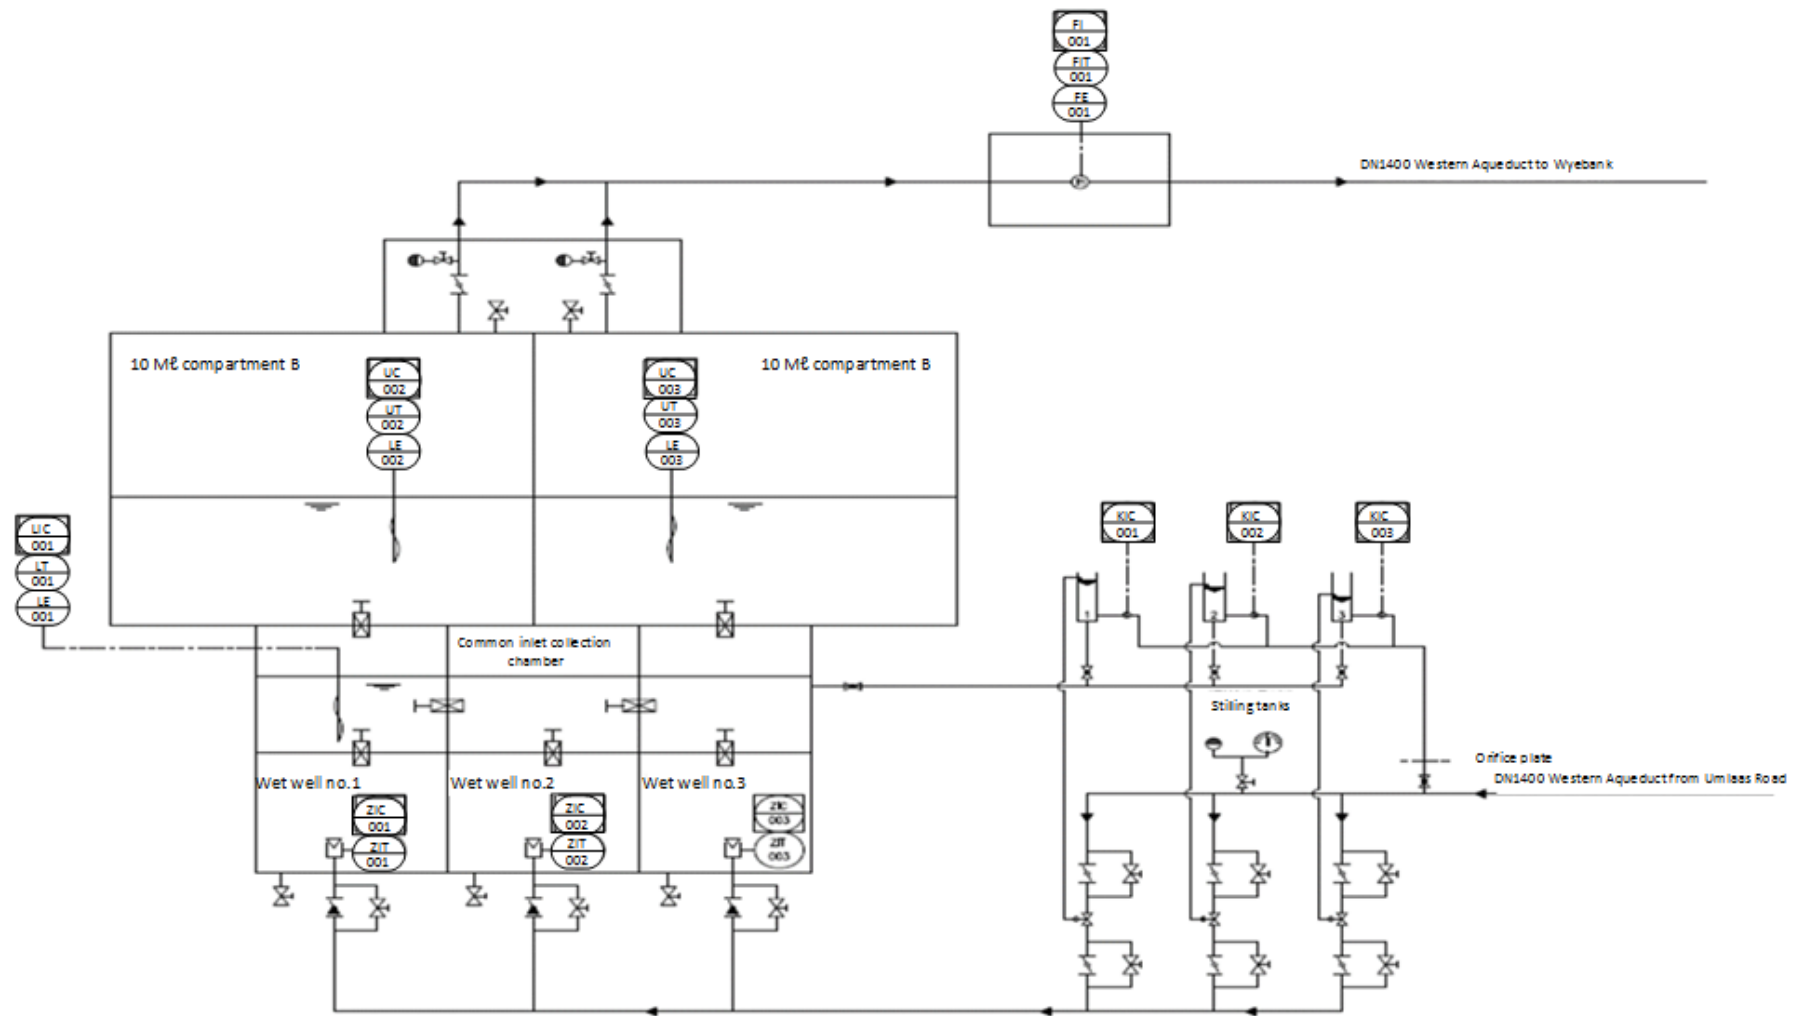 FI
001
FIT
001
FE
001
DN1400 Western Aqueduct to Wyebank
10 Mℓ compartment B
10 Mℓ compartment B
UC
002
UT
002
LE
002
UC
003
UT
003
LE
003
LIC
001
LT
001
LE
001
KIC
001
KIC
002
KIC
003
1
2
3
Common inlet collection
chamber
Stilling tanks
Orifice plate
DN1400 Western Aqueduct from Umlaas Road
Wet well no.1
Wet well no.2
Wet well no.3
ZIC
001
ZIT
001
ZIC
002
ZIT
002
ZIC
003
ZIT
003